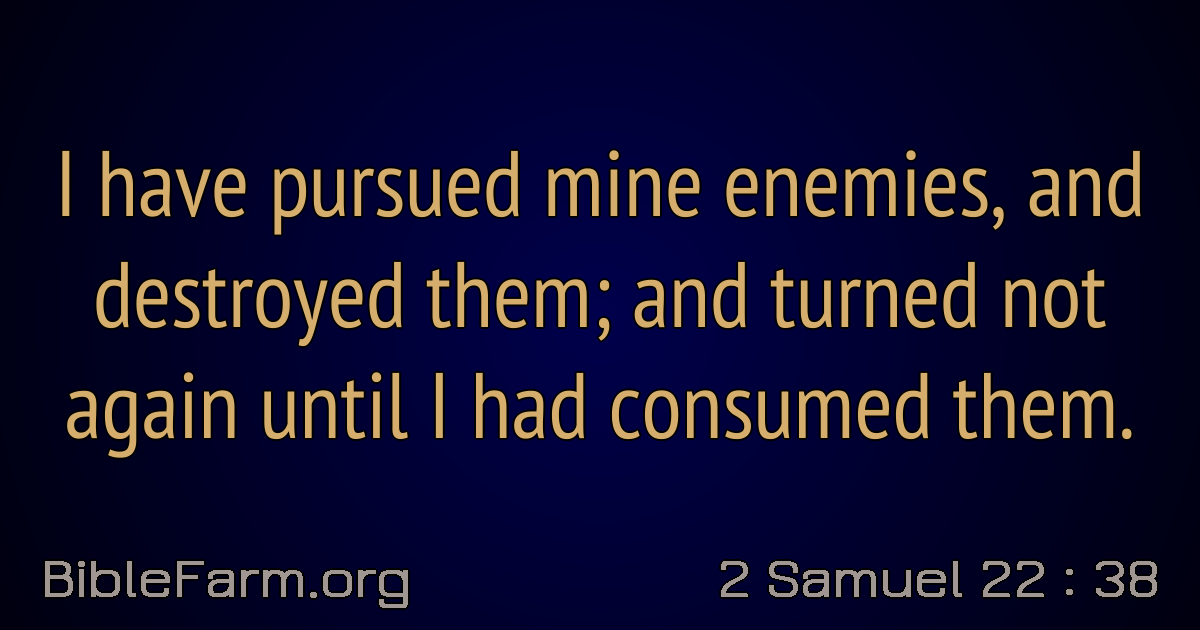 I have pursued mine enemies, and
destroyed them; and turned not
again until I had consumed them.
BibleFarm.org
2 Samuel 22 : 38